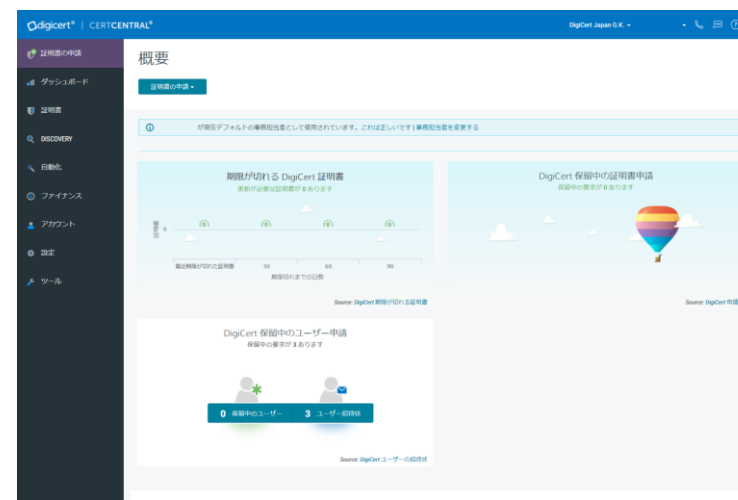 digicert® | CERTCENTRAL®
DigiCert Japan G.K.
証明書の申請
ダッシュボード
証明書
DISCOVERY
自動化
ファイナンス
アカウント
設定
ツール
概要
証明書の申請
が現在デフォルトの事務担当者として使用されています。これは正しいです | 事務担当者を変更する
期限が切れる DigiCert 証明書
更新が必要な証明書が 0 あります
0
(0) (0) (0) (0)
最近期限が切れた証明書 30 60 90
期限切れまでの日数
Source: DigiCert 期限が切れる証明書
DigiCert 保留中の証明書申請
保留中の要求が 0 あります
Source: DigiCert 申請
DigiCert 保留中のユーザー申請
保留中の要求が 3 あります
0 保留中のユーザー 3 ユーザー招待状
Source: DigiCert ユーザーの招待状